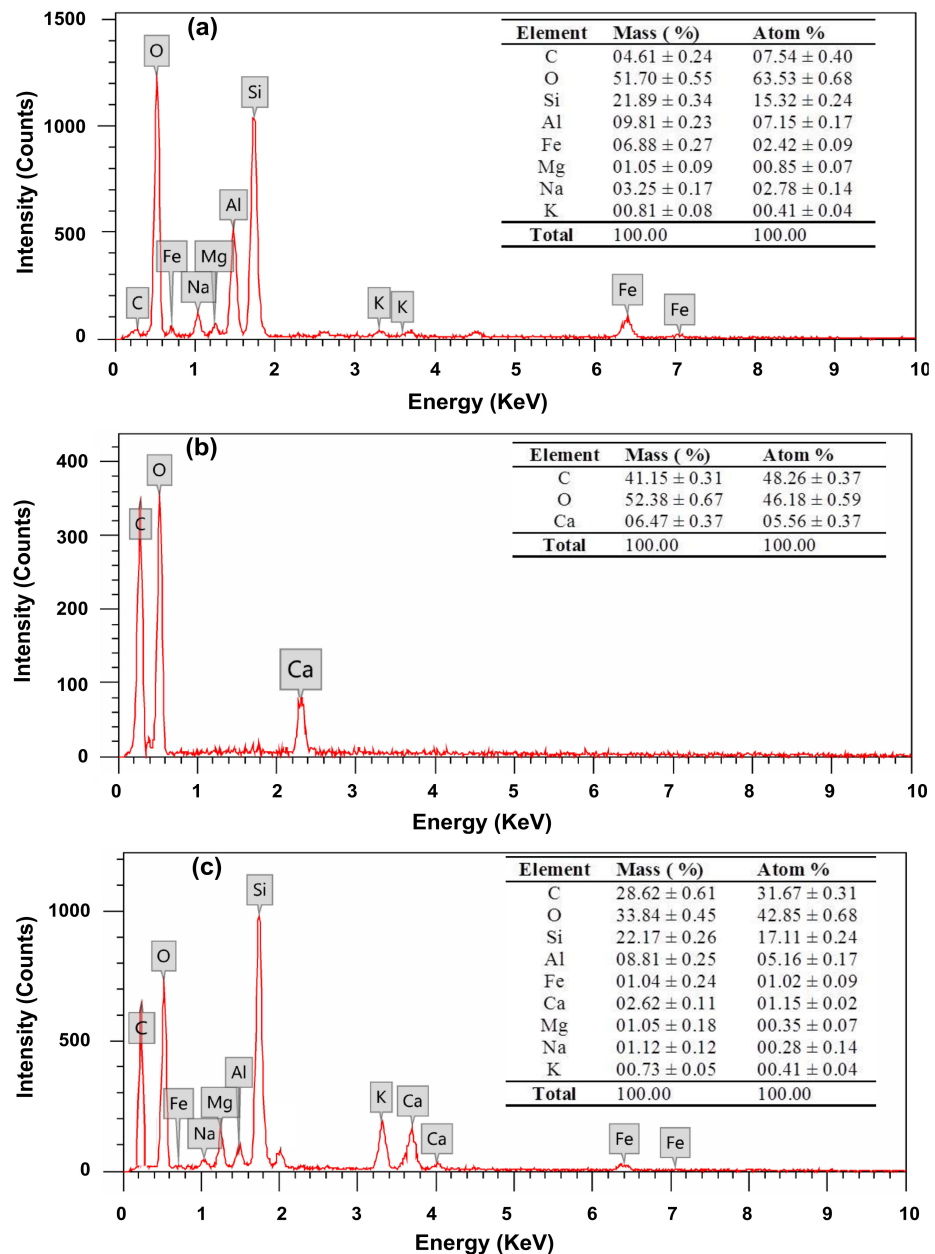 (a)
Element Mass ( %) Atom %
C 04.61 ± 0.24 07.54 ± 0.40
O 51.70 ± 0.55 63.53 ± 0.68
Si 21.89 ± 0.34 15.32 ± 0.24
Al 09.81 ± 0.23 07.15 ± 0.17
Fe 06.88 ± 0.27 02.42 ± 0.09
Mg 01.05 ± 0.09 00.85 ± 0.07
Na 03.25 ± 0.17 02.78 ± 0.14
K 00.81 ± 0.08 00.41 ± 0.04
Total 100.00 100.00
Intensity (Counts)
1500
1000
500
0
C
O
Fe
Na
Mg
Al
Si
K
K
Fe
Fe
0 1 2 3 4 5 6 7 8 9 10
Energy (KeV)
(b)
Element Mass ( %) Atom %
C 41.15 ± 0.31 48.26 ± 0.37
O 52.38 ± 0.67 46.18 ± 0.59
Ca 06.47 ± 0.37 05.56 ± 0.37
Total 100.00 100.00
Intensity (Counts)
400
300
200
100
0
C
O
Ca
0 1 2 3 4 5 6 7 8 9 10
Energy (KeV)
(c)
Element Mass ( %) Atom %
C 28.62 ± 0.61 31.67 ± 0.31
O 33.84 ± 0.45 42.85 ± 0.68
Si 22.17 ± 0.26 17.11 ± 0.24
Al 08.81 ± 0.25 05.16 ± 0.17
Fe 01.04 ± 0.24 01.02 ± 0.09
Ca 02.62 ± 0.11 01.15 ± 0.02
Mg 01.05 ± 0.18 00.35 ± 0.07
Na 01.12 ± 0.12 00.28 ± 0.14
K 00.73 ± 0.05 00.41 ± 0.04
Total 100.00 100.00
Intensity (Counts)
1000
500
0
C
O
Fe
Na
Mg
Al
Si
K
Ca
Ca
Fe
Fe
0 1 2 3 4 5 6 7 8 9 10
Energy (KeV)